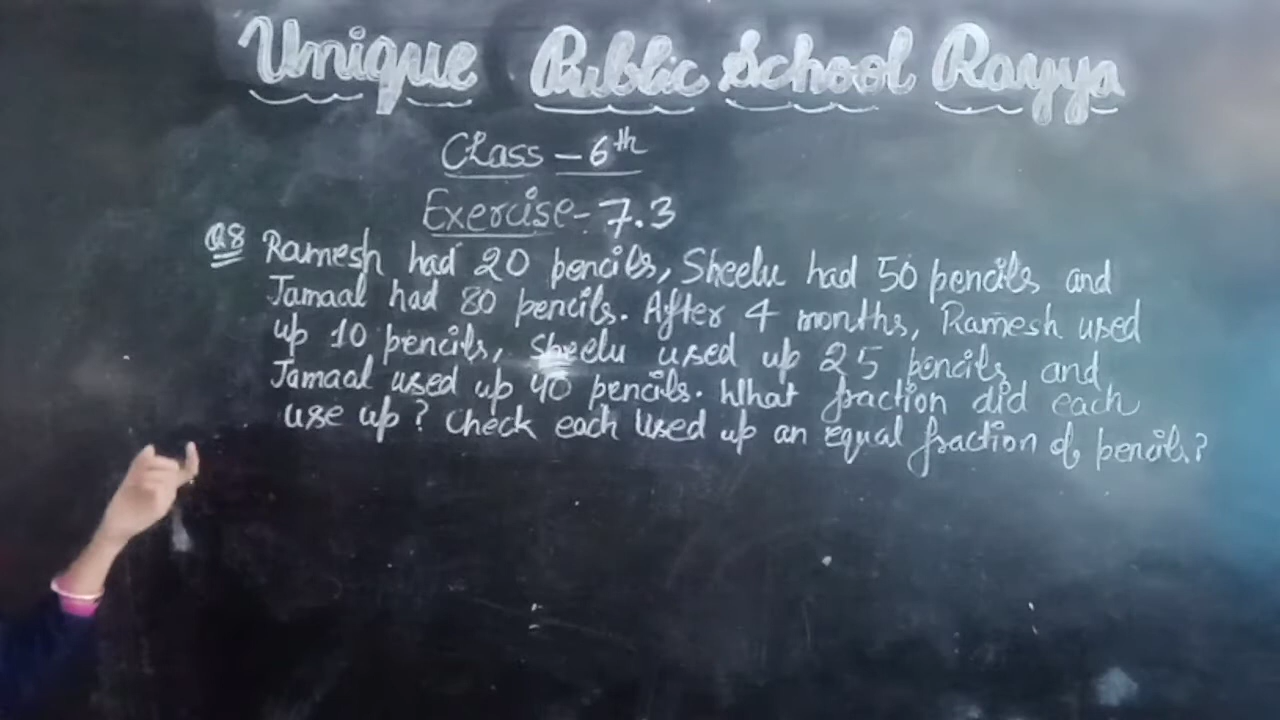 Unique Public School Rayya
Class - 6th
Exercise - 7.3
Q8 Ramesh had 20 pencils, Sheelu had 50 pencils and
Jamaal had 80 pencils. After 4 months, Ramesh used
up 10 pencils, Sheelu used up 25 pencils and
Jamaal used up 40 pencils. What fraction did each
use up? Check each used up an equal fraction of pencils?